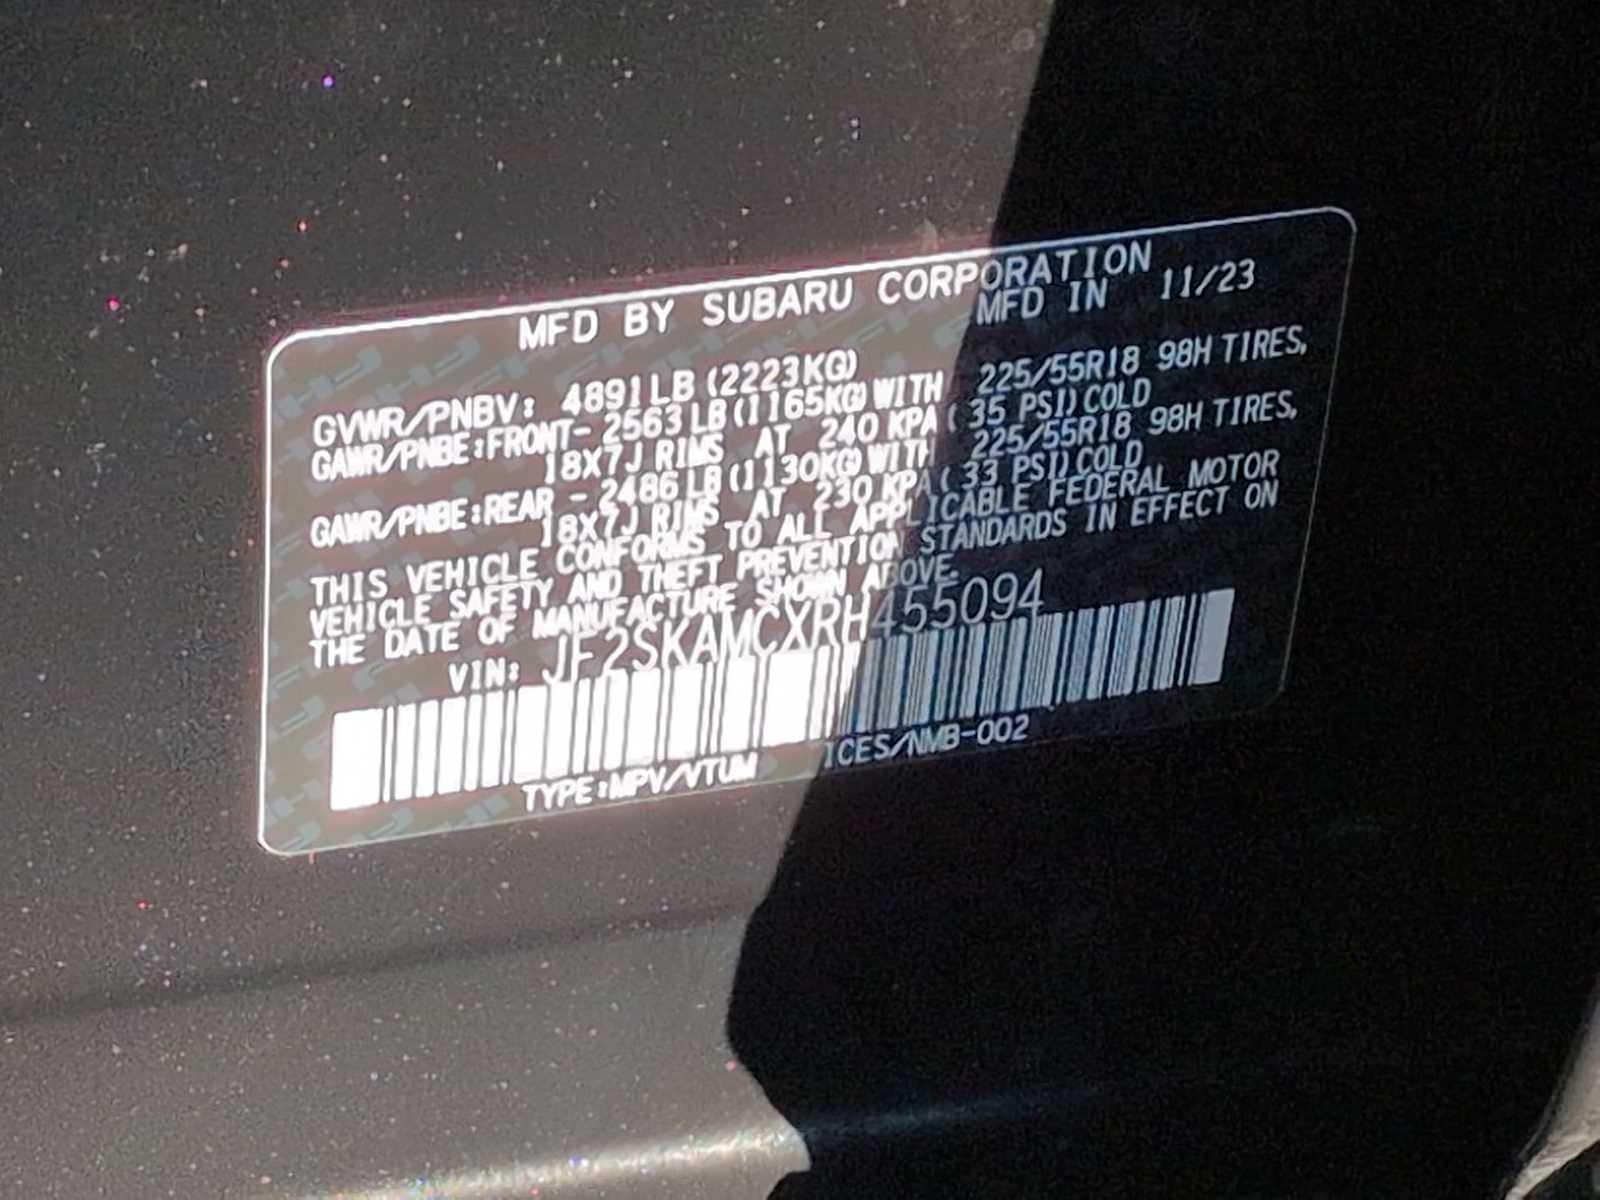 MFD BY SUBARU CORPORATION
MFD IN 11/23
GVWR/PNBV: 4891LB (2223KG)
GAWR/PNBE:FRONT- 2563LB(1165KG)WITH 225/55R18 98H TIRES,
18X7J RIMS AT 240 KPA( 35 PSI)COLD
GAWR/PNBE:REAR - 2486LB(1130KG)WITH 225/55R18 98H TIRES,
18X7J RIMS AT 230 KPA( 33 PSI)COLD
THIS VEHICLE CONFORMS TO ALL APPLICABLE FEDERAL MOTOR
VEHICLE SAFETY AND THEFT PREVENTION STANDARDS IN EFFECT ON
THE DATE OF MANUFACTURE SHOWN ABOVE.
VIN: JF2SKAMCXRH455094
TYPE:MPV/VTUM ICES/NMB-002